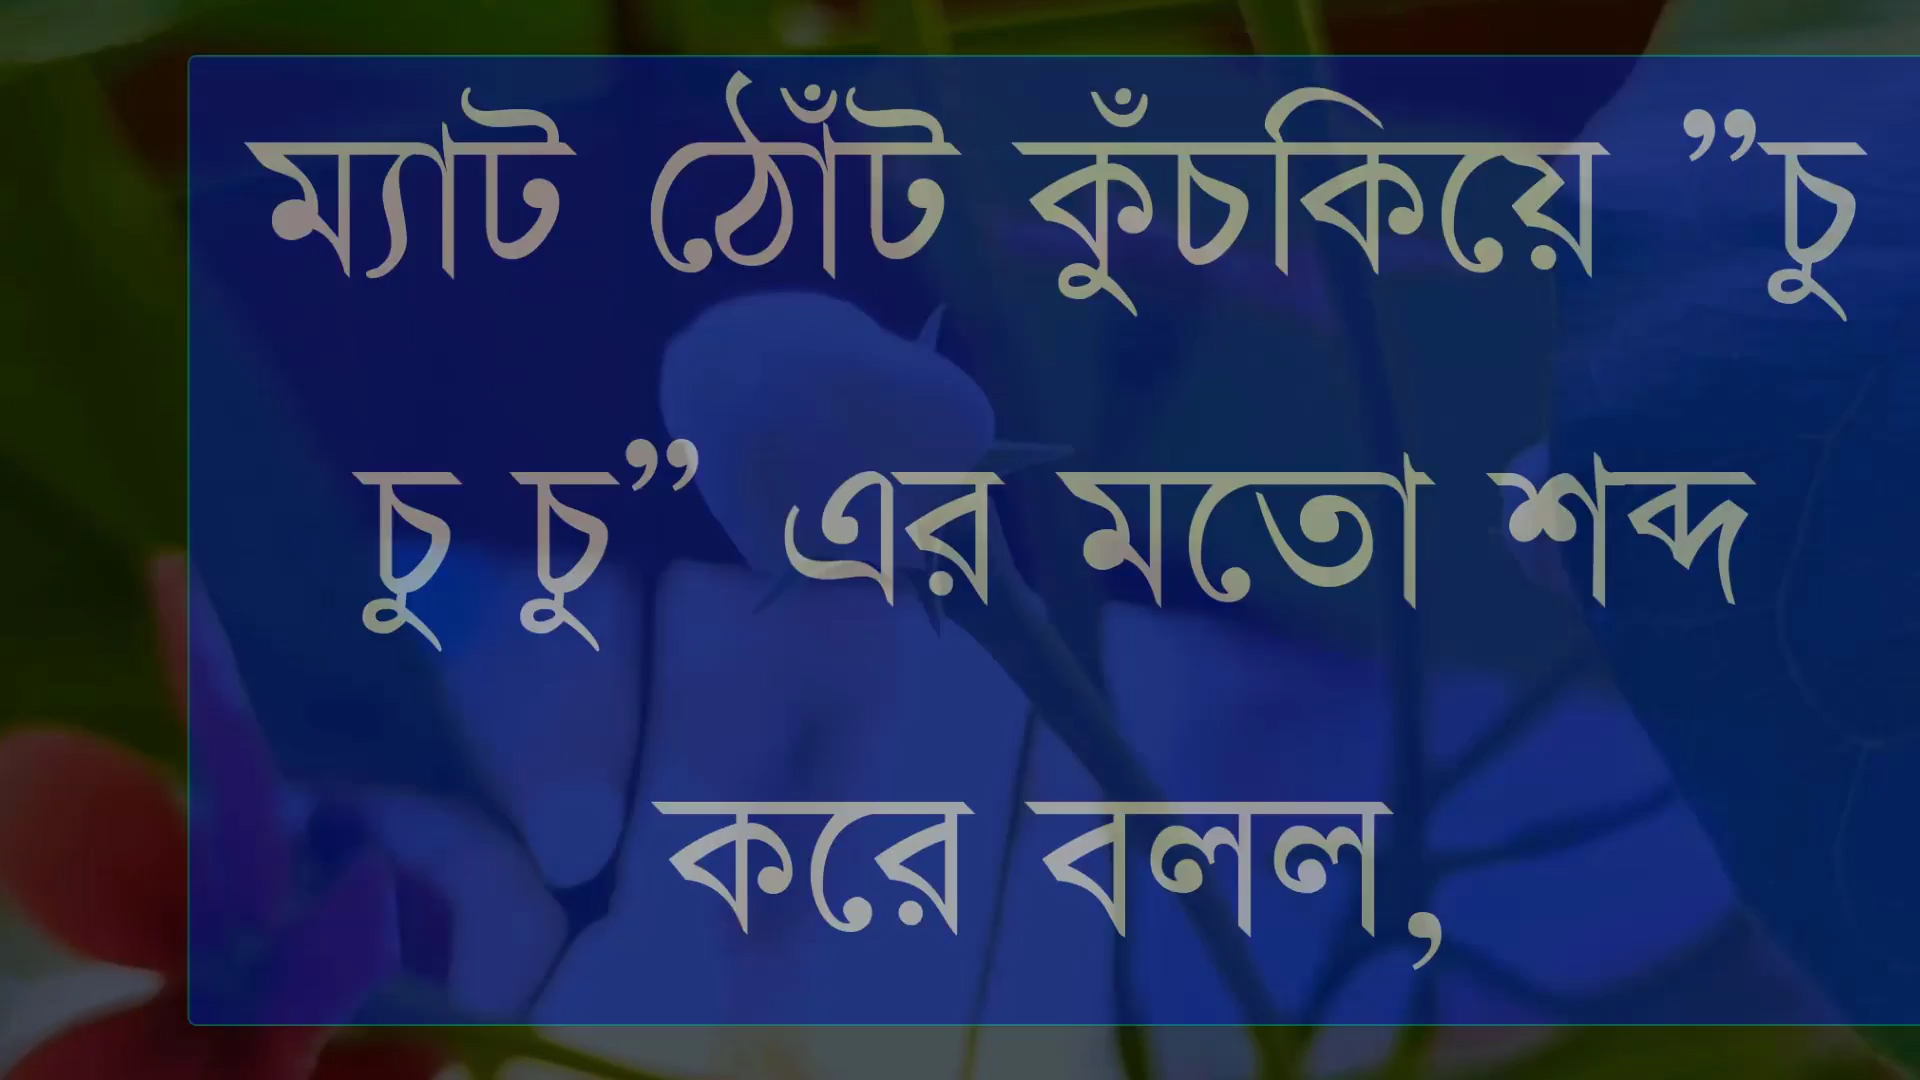 ম্যাট ঠোঁট কুঁচকিয়ে ”চু
চু চু” এর মতো শব্দ
করে বলল,